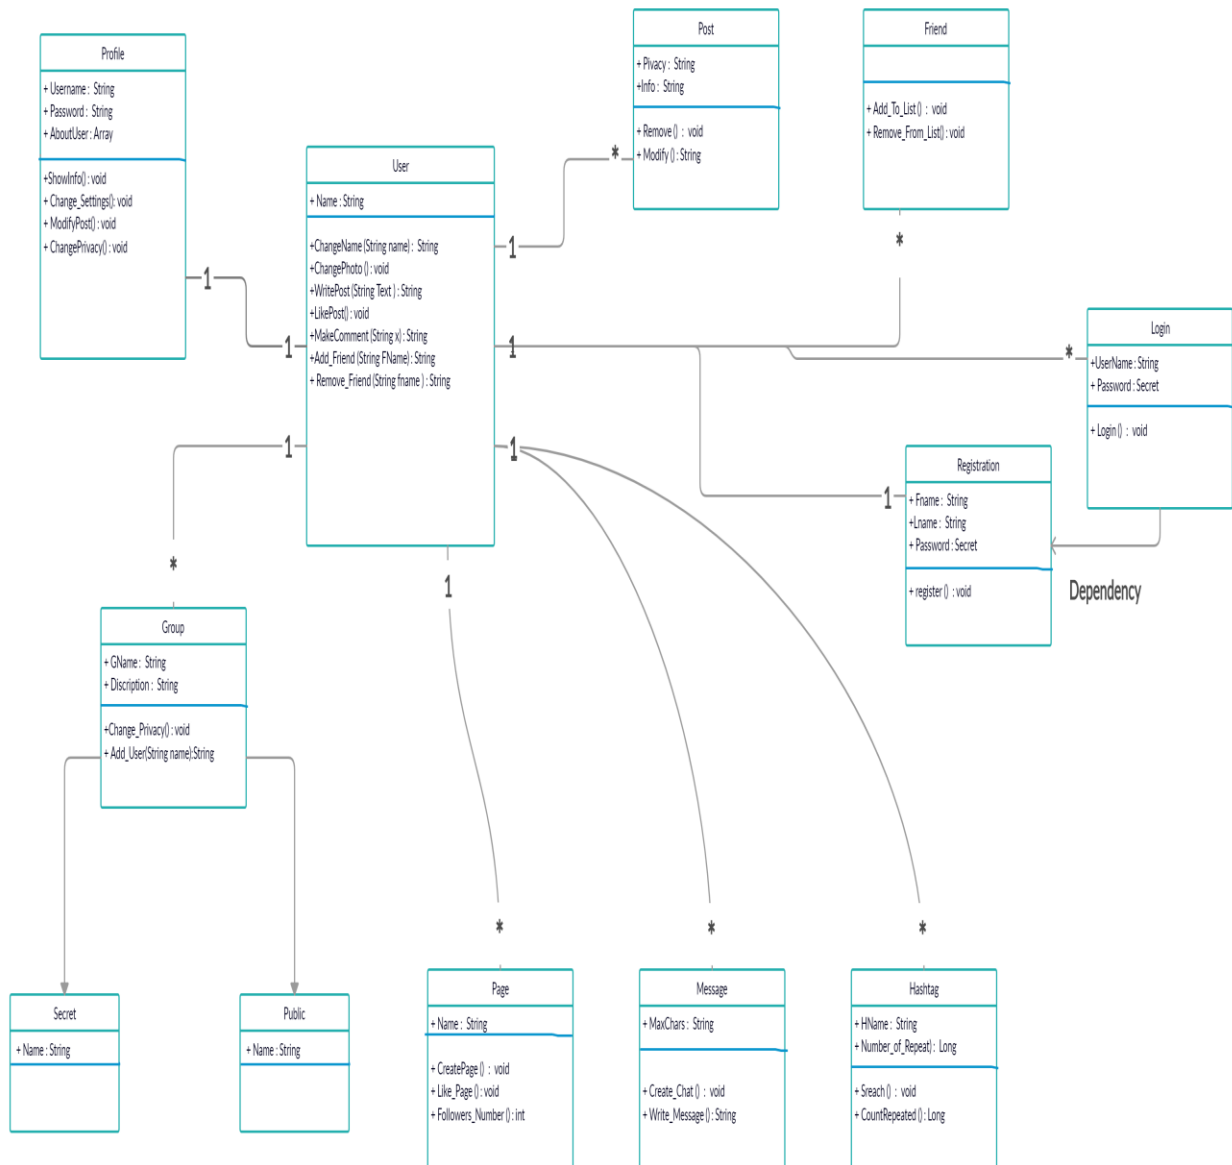 Profile
+ Username : String
+ Password : String
+ AboutUser : Array
+ShowInfo() : void
+ Change_Settings(): void
+ ModifyPost() : void
+ ChangePrivacy() : void
1
1
User
+ Name : String
+ChangeName (String name) : String
+ChangePhoto () : void
+WritePost (String Text ) : String
+LikePost() : void
+MakeComment (String x) : String
+Add_Friend (String FName) : String
+ Remove_Friend (String fname ) : String
1
*
Post
+ Pivacy : String
+Info : String
+ Remove () : void
+ Modify () : String
Friend
+ Add_To_List () : void
+ Remove_From_List() : void
*
1
*
Login
+UserName : String
+ Password : Secret
+ Login () : void
1
Registration
+ Fname : String
+Lname : String
+ Password : Secret
+ register () : void
Dependency
1
*
Group
+ GName : String
+ Discription : String
+Change_Privacy() : void
+ Add_User(String name):String
Secret
+ Name : String
Public
+ Name : String
1
1
*
*
*
Page
+ Name : String
+ CreatePage () : void
+ Like_Page () : void
+ Followers_Number () : int
Message
+ MaxChars : String
+ Create_Chat () : void
+ Write_Message () : String
Hashtag
+ HName : String
+ Number_of_Repeat) : Long
+ Sreach () : void
+ CountRepeated () : Long